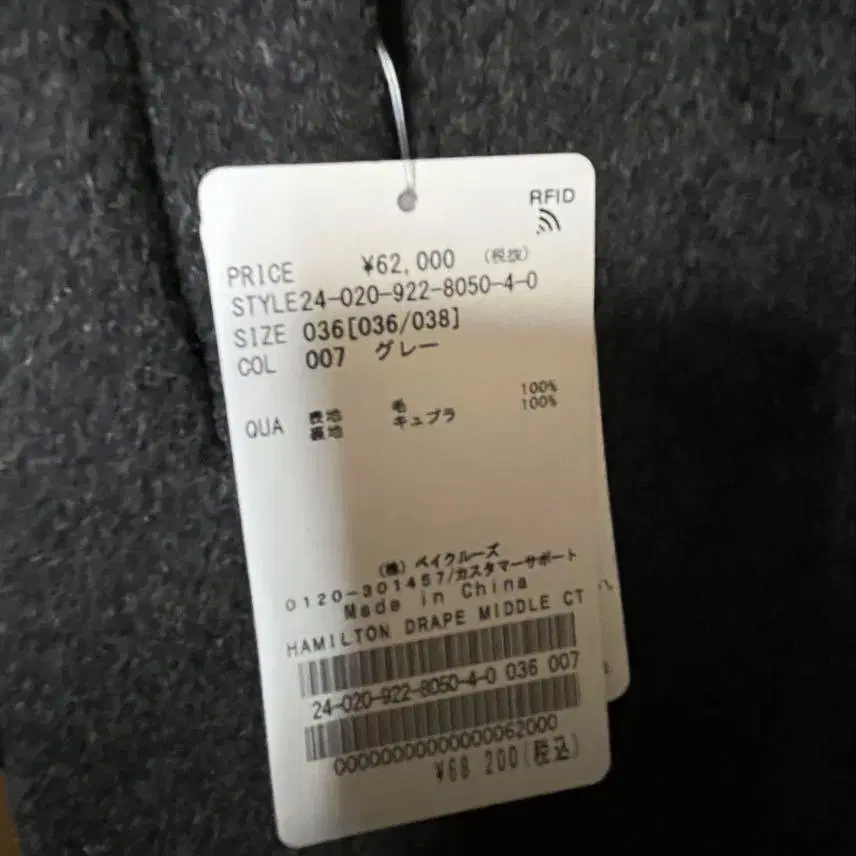 RFID
PRICE ¥62,000 (税抜)
STYLE24-020-922-8050-4-0
SIZE 036[036/038]
COL 007 グレー
QUA 表地 毛 100%
裏地 キュプラ 100%
(株) ベイクルーズ
0120-301457/カスタマーサポート
Made in China
HAMILTON DRAPE MIDDLE CT
24-020-922-8050-4-0 036 007
00000000000000062000
¥68 200(税込)